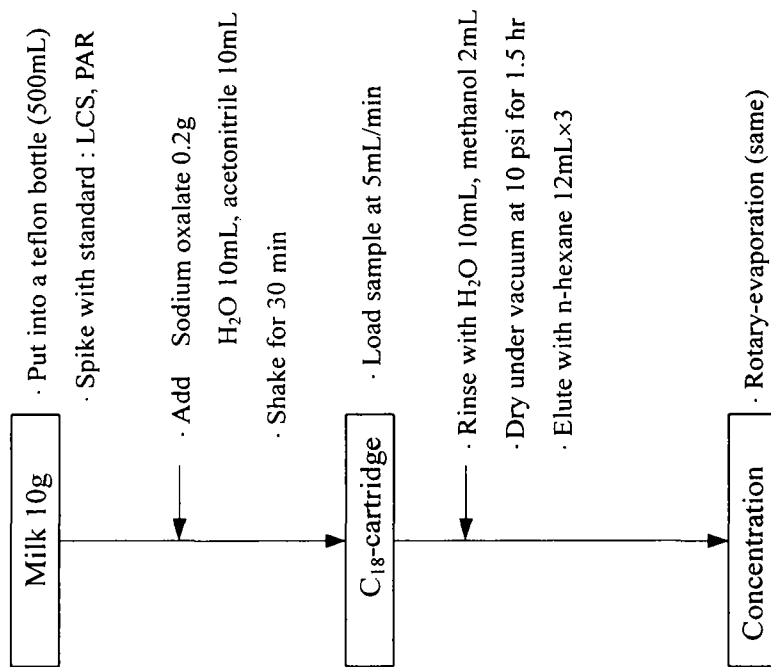 Milk 10g
· Put into a teflon bottle (500mL)
· Spike with standard : LCS, PAR
· Add Sodium oxalate 0.2g
H₂O 10mL, acetonitrile 10mL
· Shake for 30 min
C₁₈-cartridge
· Load sample at 5mL/min
· Rinse with H₂O 10mL, methanol 2mL
· Dry under vacuum at 10 psi for 1.5 hr
· Elute with n-hexane 12mL×3
Concentration
· Rotary-evaporation (same)